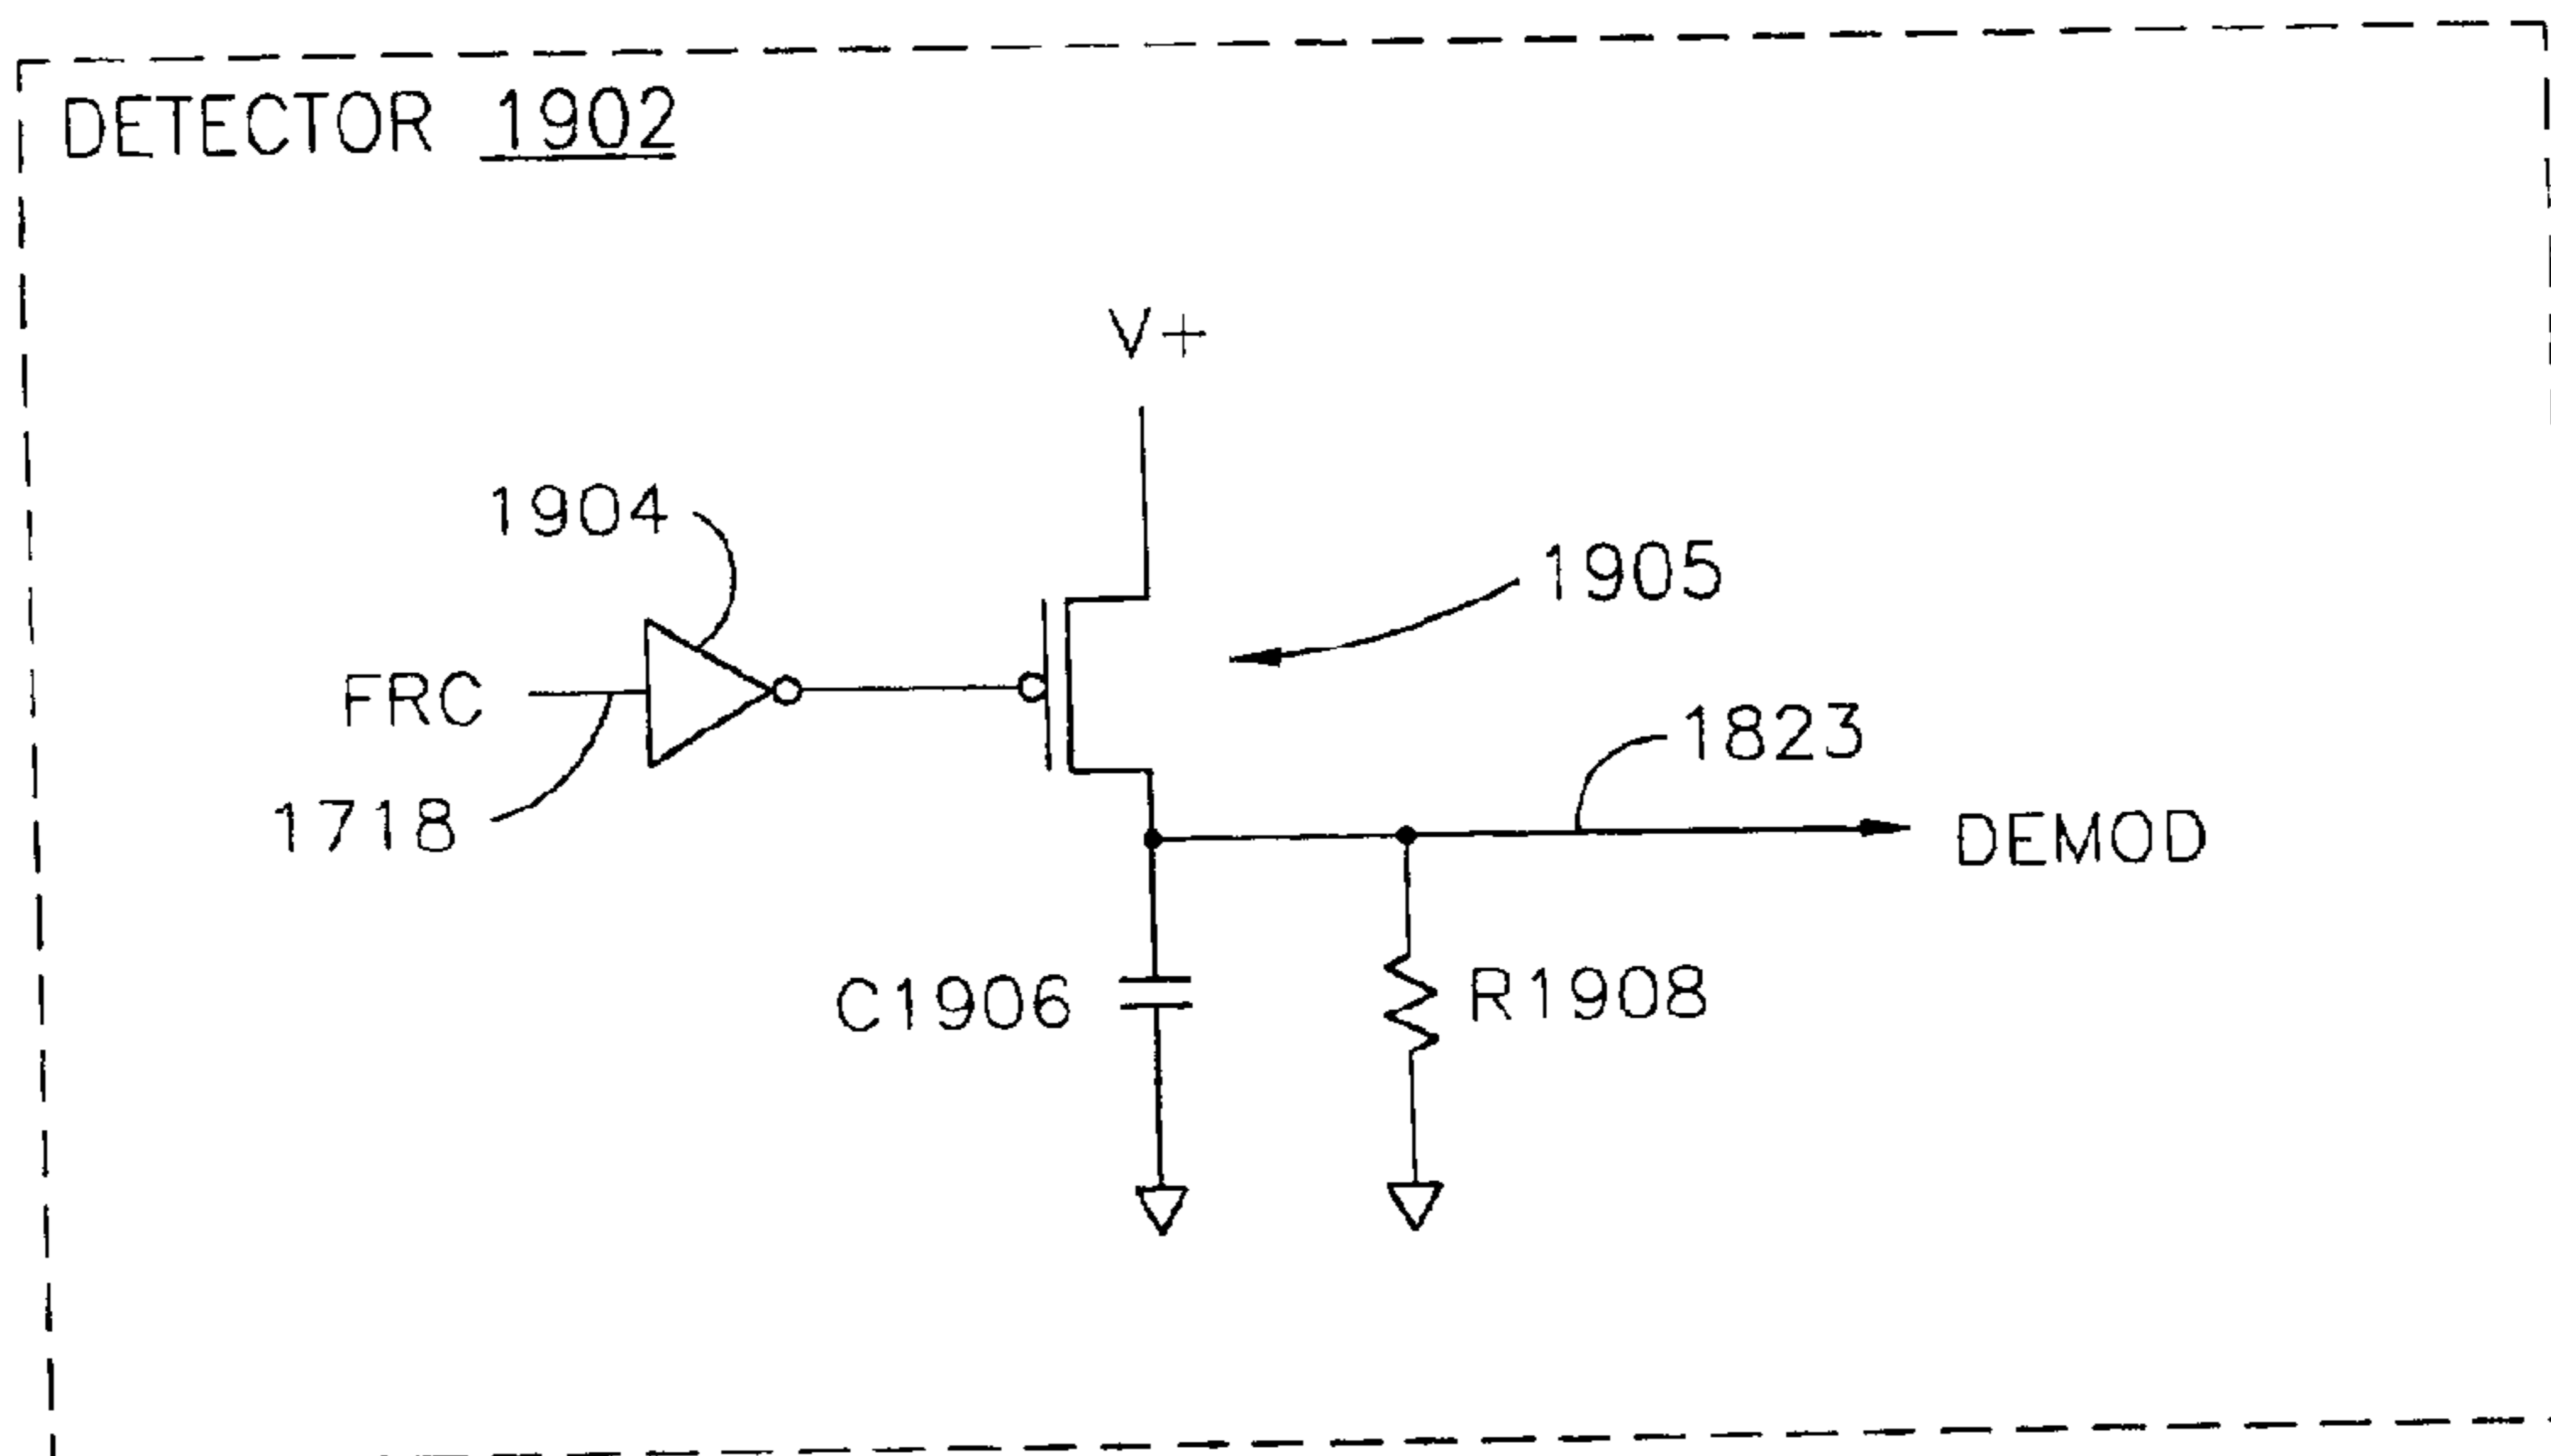 DETECTOR 1902
V+
1904
1905
FRC
1823
1718
DEMOD
C1906
R1908